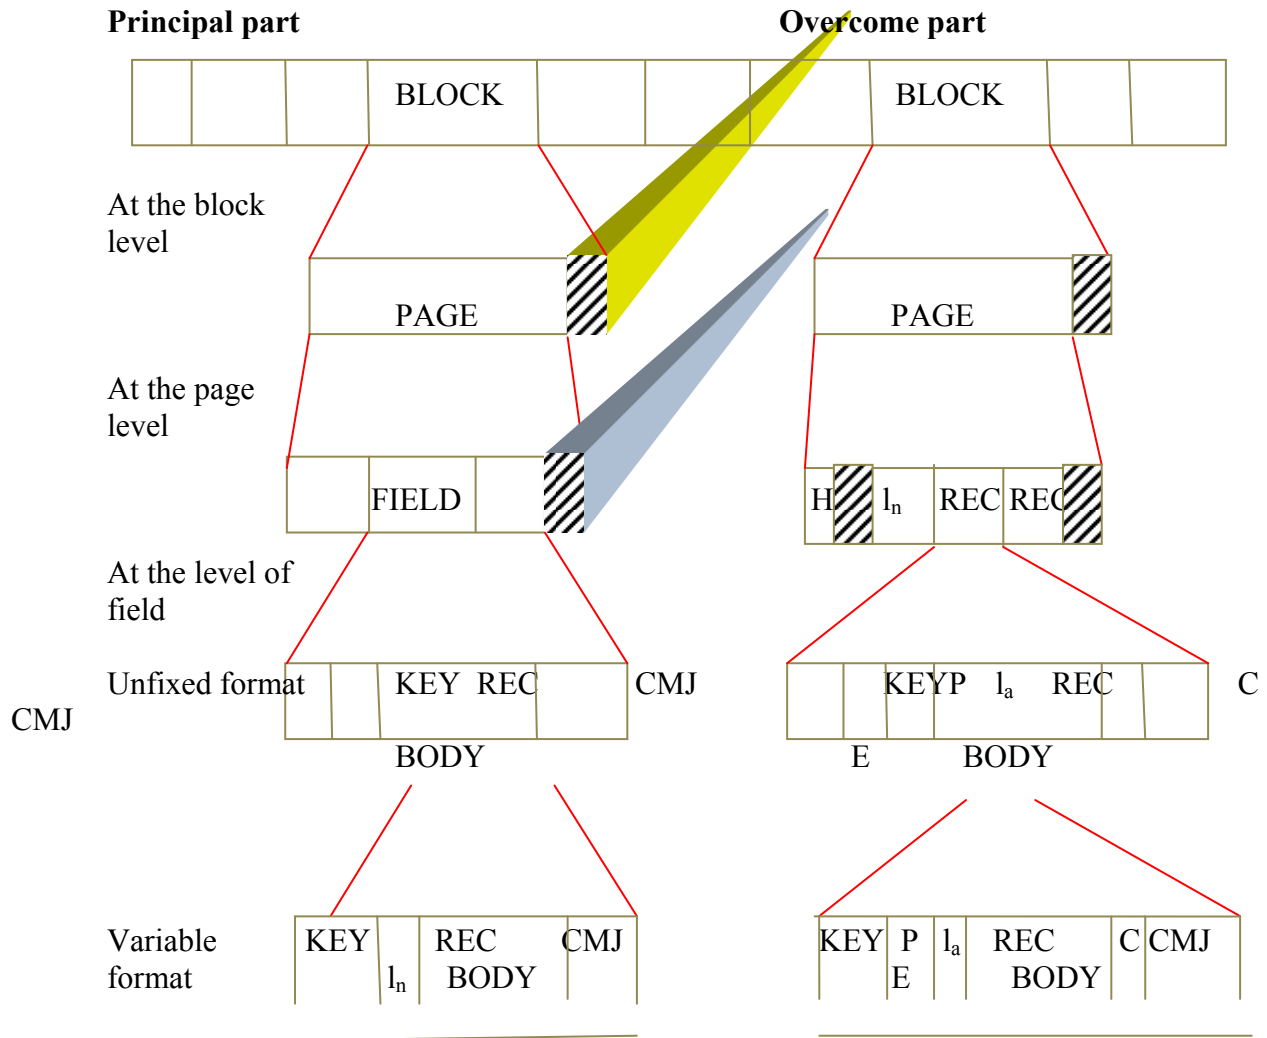 Principal part Overcome part
BLOCK BLOCK
At the block
level
PAGE PAGE
At the page
level
FIELD H lₙ REC REC
At the level of
field
Unfixed format KEY REC CMJ KEYP lₐ REC C
CMJ
BODY E BODY
Variable KEY REC CMJ KEY P lₐ REC C CMJ
format lₙ BODY E BODY